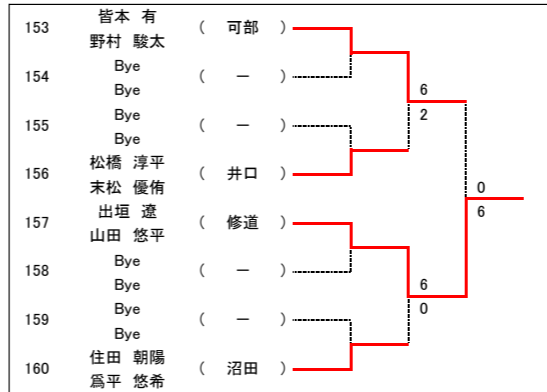 153 皆本 有 野村 駿太 ( 可部 )
154 Bye Bye ( ー )
155 Bye Bye ( ー )
156 松橋 淳平 末松 優侑 ( 井口 )
157 出垣 遼 山田 悠平 ( 修道 )
158 Bye Bye ( ー )
159 Bye Bye ( ー )
160 住田 朝陽 爲平 悠希 ( 沼田 )
6
2
0
6
6
0